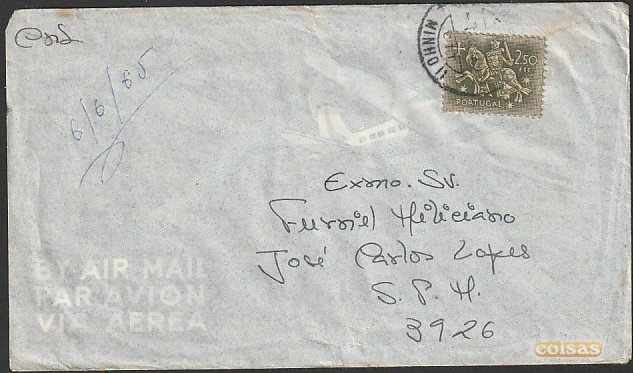 MINHO
2$50
PORTUGAL
6/6/65
Exmo. Sr.
Furriel Miliciano
José Carlos Lopes
S. P. M.
3926
BY AIR MAIL
PAR AVION
VIA AEREA
coisas